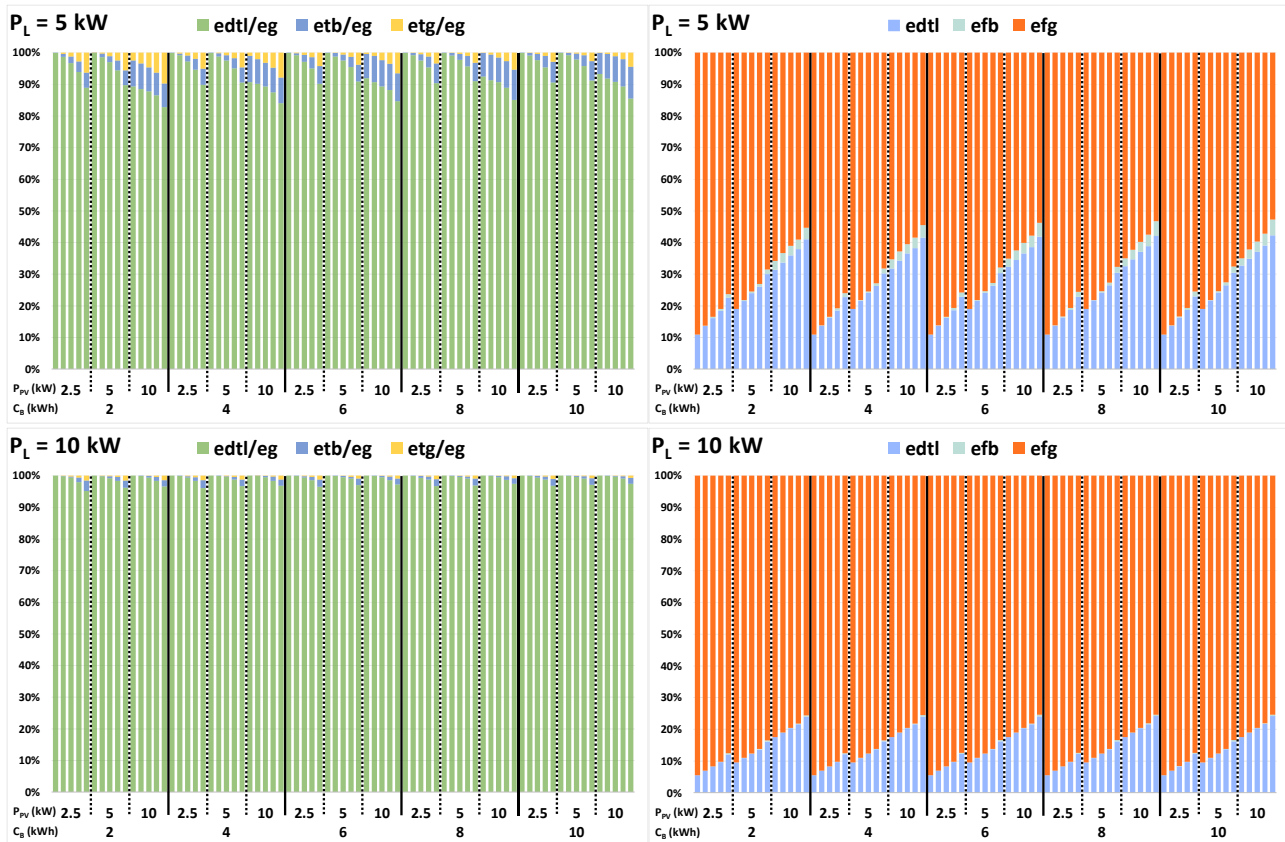 P_L = 5 kW
edtl/eg etb/eg etg/eg
100%
90%
80%
70%
60%
50%
40%
30%
20%
10%
0%
P_PV (kW) 2.5 5 10 2.5 5 10 2.5 5 10 2.5 5 10 2.5 5 10
C_B (kWh) 2 4 6 8 10
P_L = 5 kW
edtl efb efg
100%
90%
80%
70%
60%
50%
40%
30%
20%
10%
0%
P_PV (kW) 2.5 5 10 2.5 5 10 2.5 5 10 2.5 5 10 2.5 5 10
C_B (kWh) 2 4 6 8 10
P_L = 10 kW
edtl/eg etb/eg etg/eg
100%
90%
80%
70%
60%
50%
40%
30%
20%
10%
0%
P_PV (kW) 2.5 5 10 2.5 5 10 2.5 5 10 2.5 5 10 2.5 5 10
C_B (kWh) 2 4 6 8 10
P_L = 10 kW
edtl efb efg
100%
90%
80%
70%
60%
50%
40%
30%
20%
10%
0%
P_PV (kW) 2.5 5 10 2.5 5 10 2.5 5 10 2.5 5 10 2.5 5 10
C_B (kWh) 2 4 6 8 10